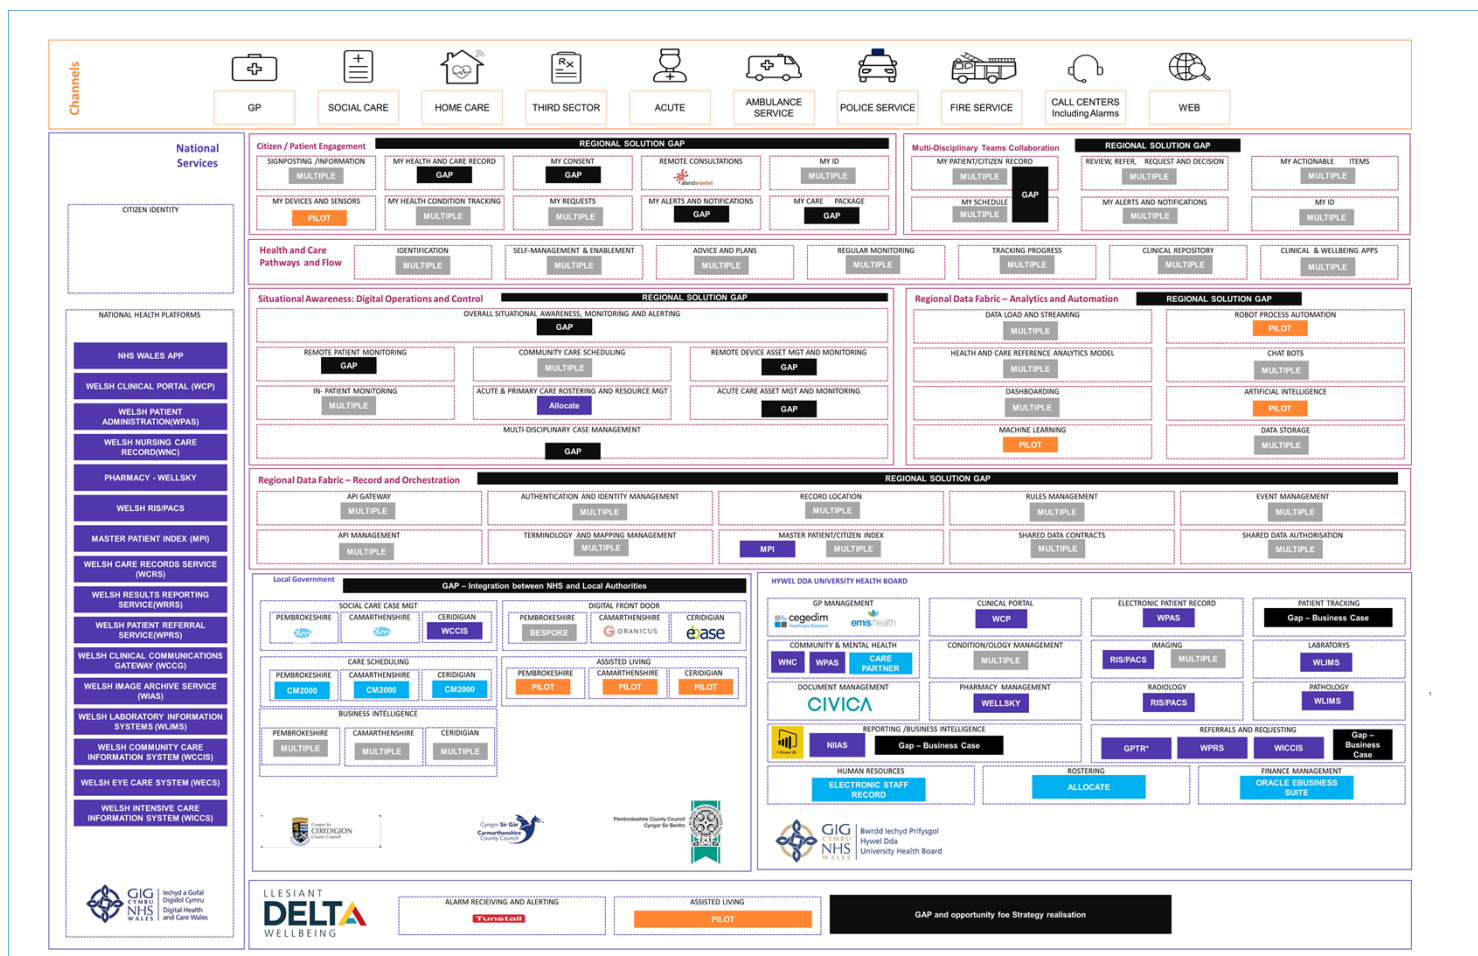 Channels
GP
SOCIAL CARE
HOME CARE
THIRD SECTOR
ACUTE
AMBULANCE
SERVICE
POLICE SERVICE
FIRE SERVICE
CALL CENTERS
Including Alarms
WEB
National
Services
CITIZEN IDENTITY
NATIONAL HEALTH PLATFORMS
NHS WALES APP
WELSH CLINICAL PORTAL (WCP)
WELSH PATIENT
ADMINISTRATION(WPAS)
WELSH NURSING CARE
RECORD(WNC)
PHARMACY - WELLSKY
WELSH RIS/PACS
MASTER PATIENT INDEX (MPI)
WELSH CARE RECORDS SERVICE
(WCRS)
WELSH RESULTS REPORTING
SERVICE(WRRS)
WELSH PATIENT REFERRAL
SERVICE(WPRS)
WELSH CLINICAL COMMUNICATIONS
GATEWAY (WCCG)
WELSH IMAGE ARCHIVE SERVICE
(WIAS)
WELSH LABORATORY INFORMATION
SYSTEMS (WLIMS)
WELSH COMMUNITY CARE
INFORMATION SYSTEM (WCCIS)
WELSH EYE CARE SYSTEM (WECS)
WELSH INTENSIVE CARE
INFORMATION SYSTEM (WICCS)
GIG
CYMRU
NHS
WALES
Iechyd a Gofal
Digidol Cymru
Digital Health
and Care Wales
Citizen / Patient Engagement
REGIONAL SOLUTION GAP
SIGNPOSTING /INFORMATION
MULTIPLE
MY HEALTH AND CARE RECORD
GAP
MY CONSENT
GAP
REMOTE CONSULTATIONS
attendanywhere
MY ID
MULTIPLE
MY DEVICES AND SENSORS
PILOT
MY HEALTH CONDITION TRACKING
MULTIPLE
MY REQUESTS
MULTIPLE
MY ALERTS AND NOTIFICATIONS
GAP
MY CARE PACKAGE
GAP
Multi-Disciplinary Teams Collaboration
REGIONAL SOLUTION GAP
MY PATIENT/CITIZEN RECORD
MULTIPLE
GAP
REVIEW, REFER, REQUEST AND DECISION
MULTIPLE
MY ACTIONABLE ITEMS
MULTIPLE
MY SCHEDULE
MULTIPLE
MY ALERTS AND NOTIFICATIONS
MULTIPLE
MY ID
MULTIPLE
Health and Care
Pathways and Flow
IDENTIFICATION
MULTIPLE
SELF-MANAGEMENT & ENABLEMENT
MULTIPLE
ADVICE AND PLANS
MULTIPLE
REGULAR MONITORING
MULTIPLE
TRACKING PROGRESS
MULTIPLE
CLINICAL REPOSITORY
MULTIPLE
CLINICAL & WELLBEING APPS
MULTIPLE
Situational Awareness: Digital Operations and Control
REGIONAL SOLUTION GAP
OVERALL SITUATIONAL AWARENESS, MONITORING AND ALERTING
GAP
REMOTE PATIENT MONITORING
GAP
COMMUNITY CARE SCHEDULING
MULTIPLE
REMOTE DEVICE ASSET MGT AND MONITORING
GAP
IN- PATIENT MONITORING
MULTIPLE
ACUTE & PRIMARY CARE ROSTERING AND RESOURCE MGT
Allocate
ACUTE CARE ASSET MGT AND MONITORING
GAP
MULTI-DISCIPLINARY CASE MANAGEMENT
GAP
Regional Data Fabric – Analytics and Automation
REGIONAL SOLUTION GAP
DATA LOAD AND STREAMING
MULTIPLE
ROBOT PROCESS AUTOMATION
PILOT
HEALTH AND CARE REFERENCE ANALYTICS MODEL
MULTIPLE
CHAT BOTS
MULTIPLE
DASHBOARDING
MULTIPLE
ARTIFICIAL INTELLIGENCE
PILOT
MACHINE LEARNING
PILOT
DATA STORAGE
MULTIPLE
Regional Data Fabric – Record and Orchestration
REGIONAL SOLUTION GAP
API GATEWAY
MULTIPLE
AUTHENTICATION AND IDENTITY MANAGEMENT
MULTIPLE
RECORD LOCATION
MULTIPLE
RULES MANAGEMENT
MULTIPLE
EVENT MANAGEMENT
MULTIPLE
API MANAGEMENT
MULTIPLE
TERMINOLOGY AND MAPPING MANAGEMENT
MULTIPLE
MASTER PATIENT/CITIZEN INDEX
MPI
MULTIPLE
SHARED DATA CONTRACTS
MULTIPLE
SHARED DATA AUTHORISATION
MULTIPLE
Local Government
GAP – Integration between NHS and Local Authorities
SOCIAL CARE CASE MGT
PEMBROKESHIRE
CAMARTHENSHIRE
CERIDIGIAN
WCCIS
DIGITAL FRONT DOOR
PEMBROKESHIRE
BESPOKE
CAMARTHENSHIRE
GRANICUS
CERIDIGIAN
ebase
CARE SCHEDULING
PEMBROKESHIRE
CM2000
CAMARTHENSHIRE
CM2000
CERIDIGIAN
CM2000
ASSISTED LIVING
PEMBROKESHIRE
PILOT
CAMARTHENSHIRE
PILOT
CERIDIGIAN
PILOT
BUSINESS INTELLIGENCE
PEMBROKESHIRE
MULTIPLE
CAMARTHENSHIRE
MULTIPLE
CERIDIGIAN
MULTIPLE
Cyngor Sir
CEREDIGION
County Council
Cyngor Sir Gâr
Carmarthenshire
County Council
Pembrokeshire County Council
Cyngor Sir Benfro
HYWEL DDA UNIVERSITY HEALTH BOARD
GP MANAGEMENT
cegedim
Healthcare Solutions
emishealth
CLINICAL PORTAL
WCP
ELECTRONIC PATIENT RECORD
WPAS
PATIENT TRACKING
Gap – Business Case
COMMUNITY & MENTAL HEALTH
WNC
WPAS
CARE
PARTNER
CONDITION/OLOGY MANAGEMENT
MULTIPLE
IMAGING
RIS/PACS
MULTIPLE
LABRATORYS
WLIMS
DOCUMENT MANAGEMENT
CIVICA
PHARMACY MANAGEMENT
WELLSKY
RADIOLOGY
RIS/PACS
PATHOLOGY
WLIMS
REPORTING /BUSINESS INTELLIGENCE
Power BI
NIIAS
Gap – Business Case
REFERRALS AND REQUESTING
GPTR*
WPRS
WICCIS
Gap –
Business
Case
HUMAN RESOURCES
ELECTRONIC STAFF
RECORD
ROSTERING
ALLOCATE
FINANCE MANAGEMENT
ORACLE EBUSINESS
SUITE
GIG
CYMRU
NHS
WALES
Bwrdd Iechyd Prifysgol
Hywel Dda
University Health Board
LLESIANT
DELTA
WELLBEING
ALARM RECIEIVING AND ALERTING
Tunstall
ASSISTED LIVING
PILOT
GAP and opportunity foe Strategy realisation